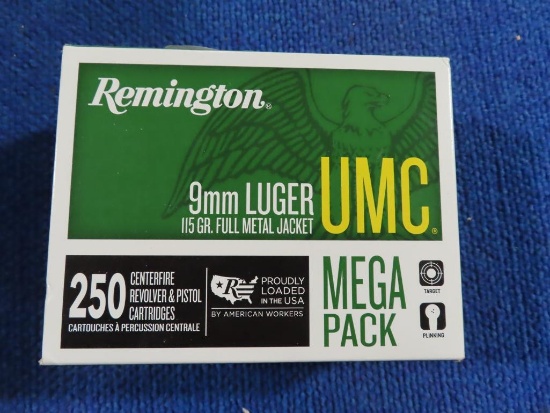 Remington®
9mm LUGER
115 GR. FULL METAL JACKET
UMC®
250
CENTERFIRE
REVOLVER & PISTOL
CARTRIDGES
CARTOUCHES À PERCUSSION CENTRALE
R
PROUDLY
LOADED
IN THE USA
BY AMERICAN WORKERS
MEGA
PACK
TARGET
PLINKING